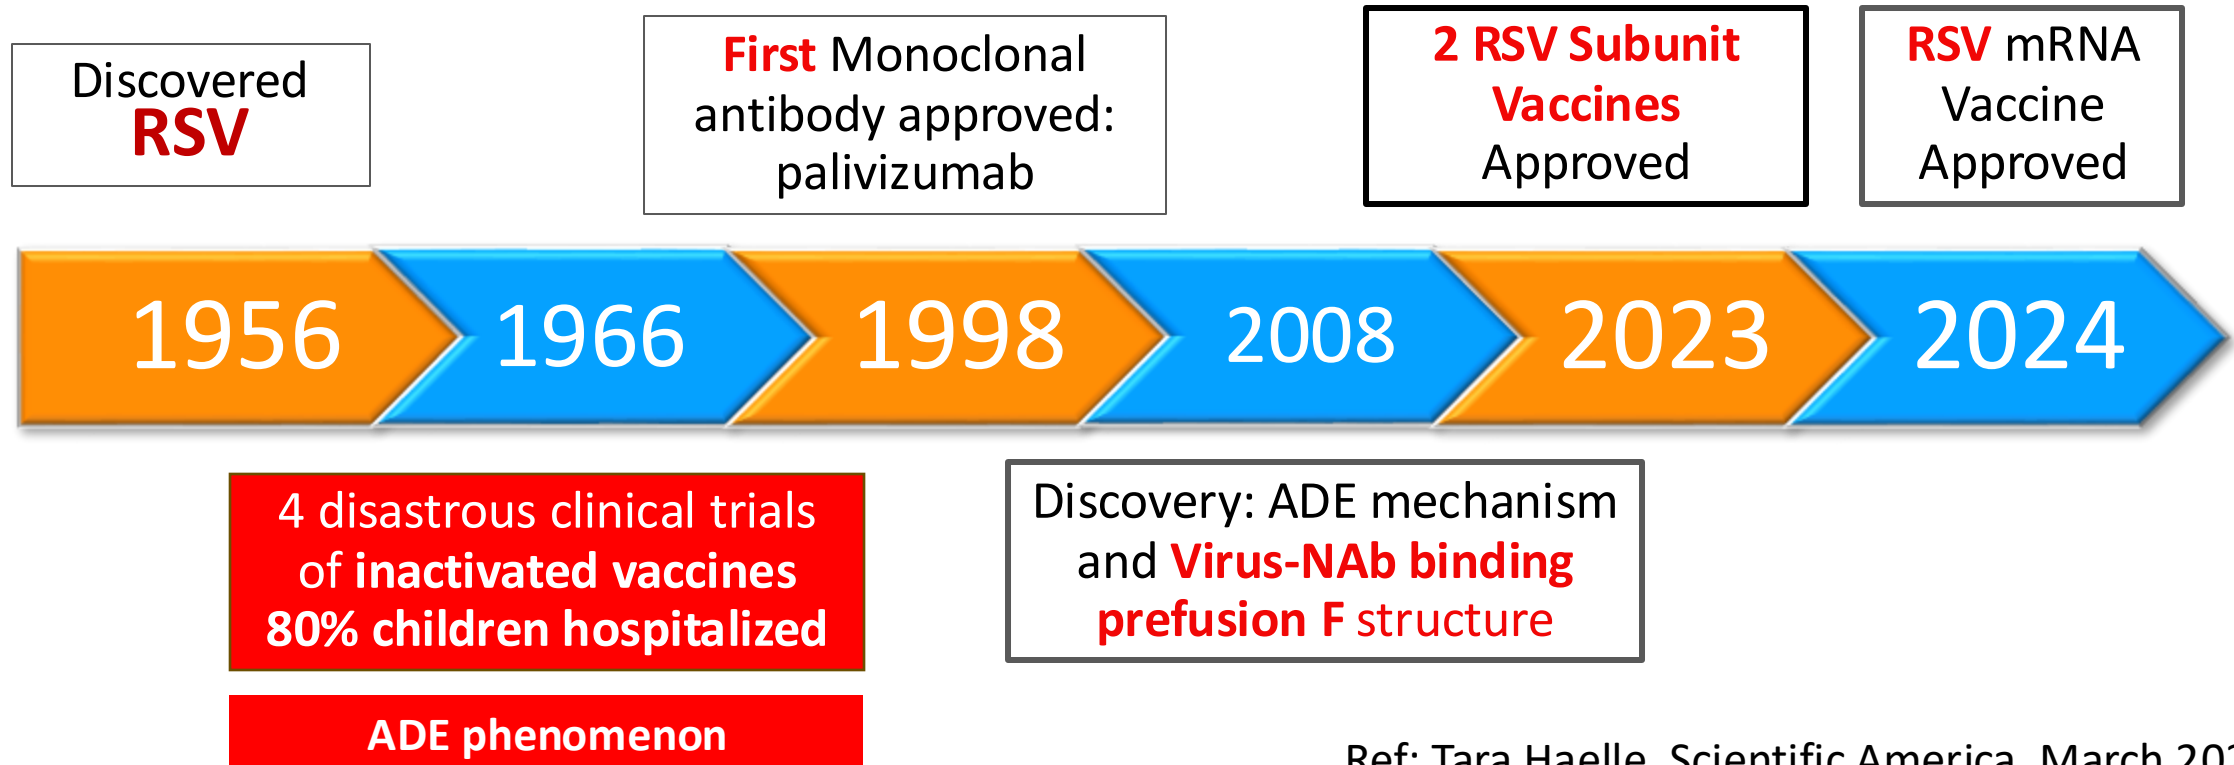 Discovered
RSV
First Monoclonal
antibody approved:
palivizumab
2 RSV Subunit
Vaccines
Approved
RSV mRNA
Vaccine
Approved
1956
1966
1998
2008
2023
2024
4 disastrous clinical trials
of inactivated vaccines
80% children hospitalized
ADE phenomenon
Discovery: ADE mechanism
and Virus-NAb binding
prefusion F structure
Ref: Tara Haelle, Scientific America, March